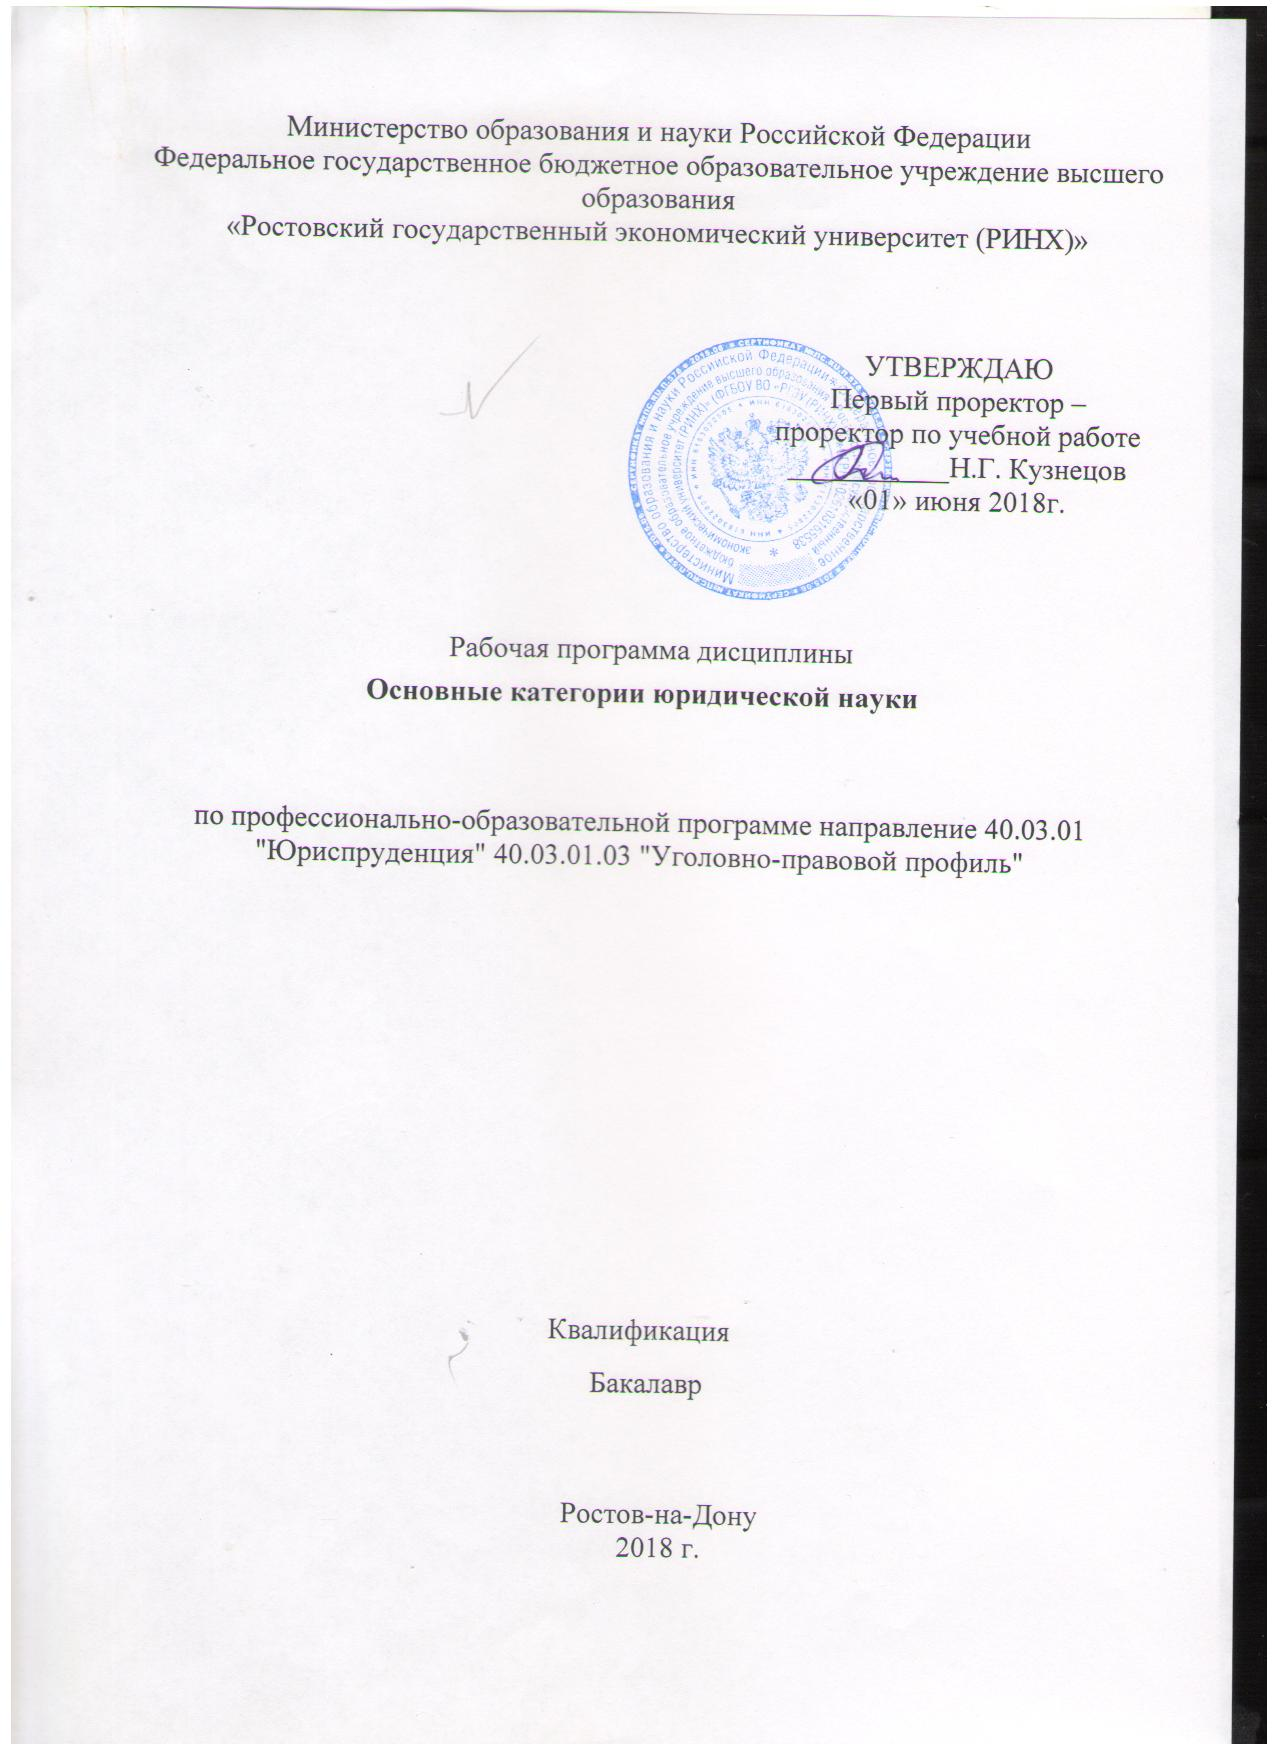 Министерство образования и науки Российской Федерации
Федеральное государственное бюджетное образовательное учреждение высшего
образования
«Ростовский государственный экономический университет (РИНХ)»
УТВЕРЖДАЮ
Первый проректор –
проректор по учебной работе
Н.Г. Кузнецов
«01» июня 2018г.
Рабочая программа дисциплины
Основные категории юридической науки
по профессионально-образовательной программе направление 40.03.01
"Юриспруденция" 40.03.01.03 "Уголовно-правовой профиль"
Квалификация
Бакалавр
Ростов-на-Дону
2018 г.